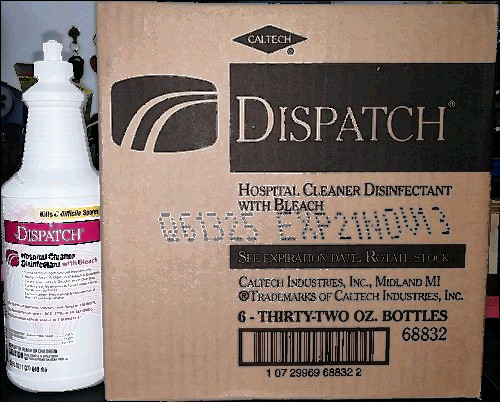 Kills C. difficile Spores
DISPATCH®
Hospital Cleaner
Disinfectant with Bleach
CALTECH®
DISPATCH®
HOSPITAL CLEANER DISINFECTANT
WITH BLEACH
061325 EXP21NOV13
SEE EXPIRATION DATE. ROTATE STOCK
CALTECH INDUSTRIES, INC., MIDLAND MI
®TRADEMARKS OF CALTECH INDUSTRIES, INC.
6 - THIRTY-TWO OZ. BOTTLES
68832
1 07 29969 68832 2